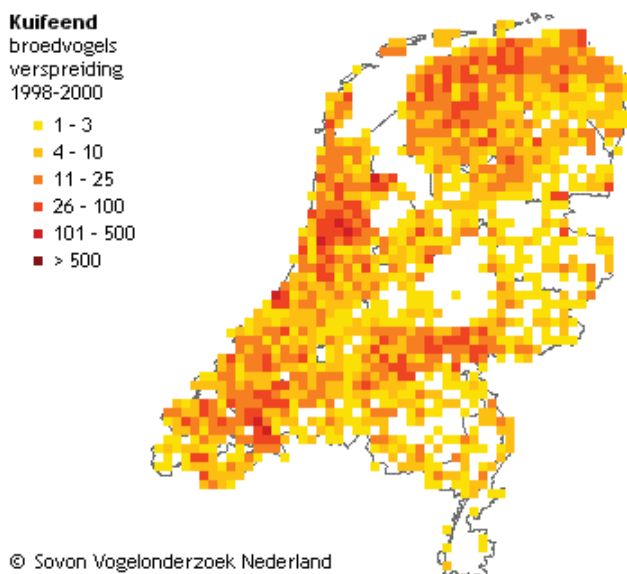 Kuifeend
broedvogels
verspreiding
1998-2000
1 - 3
4 - 10
11 - 25
26 - 100
101 - 500
> 500
© Sovon Vogelonderzoek Nederland